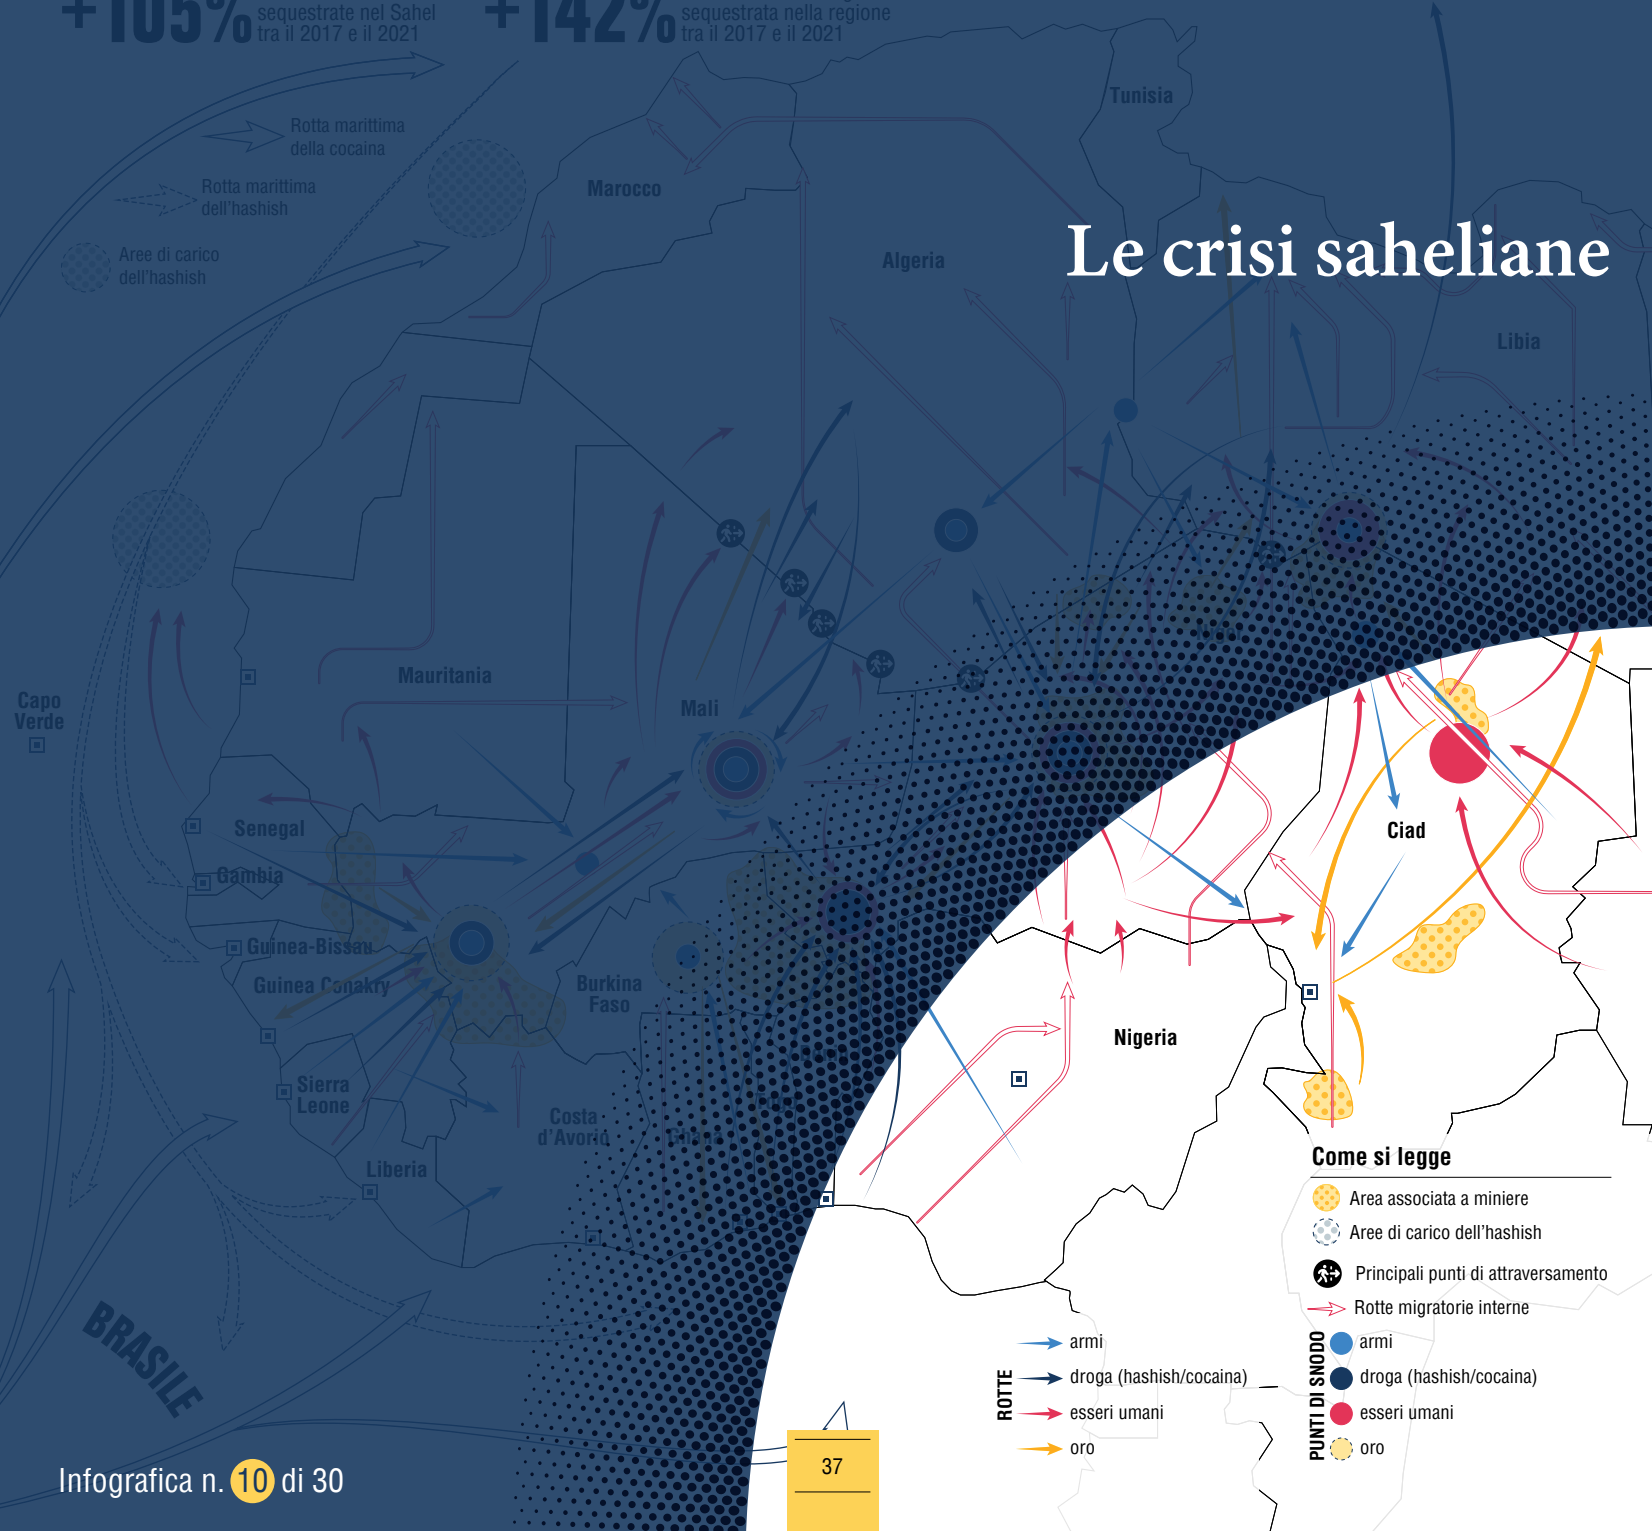 +105%
sequestrate nel Sahel
tra il 2017 e il 2021
+142%
sequestrata nella regione
tra il 2017 e il 2021
Rotta marittima
della cocaina
Rotta marittima
dell'hashish
Aree di carico
dell'hashish
Tunisia
Marocco
Algeria
Le crisi saheliane
Libia
Niger
Mauritania
Capo
Verde
Mali
Ciad
Senegal
Gambia
Guinea-Bissau
Guinea Conakry
Burkina
Faso
Nigeria
Sierra
Leone
Costa
d'Avorio
Ghana
Togo
Liberia
BRASILE
Come si legge
Area associata a miniere
Aree di carico dell'hashish
Principali punti di attraversamento
Rotte migratorie interne
ROTTE
armi
droga (hashish/cocaina)
esseri umani
oro
PUNTI DI SNODO
armi
droga (hashish/cocaina)
esseri umani
oro
Infografica n. 10 di 30
37